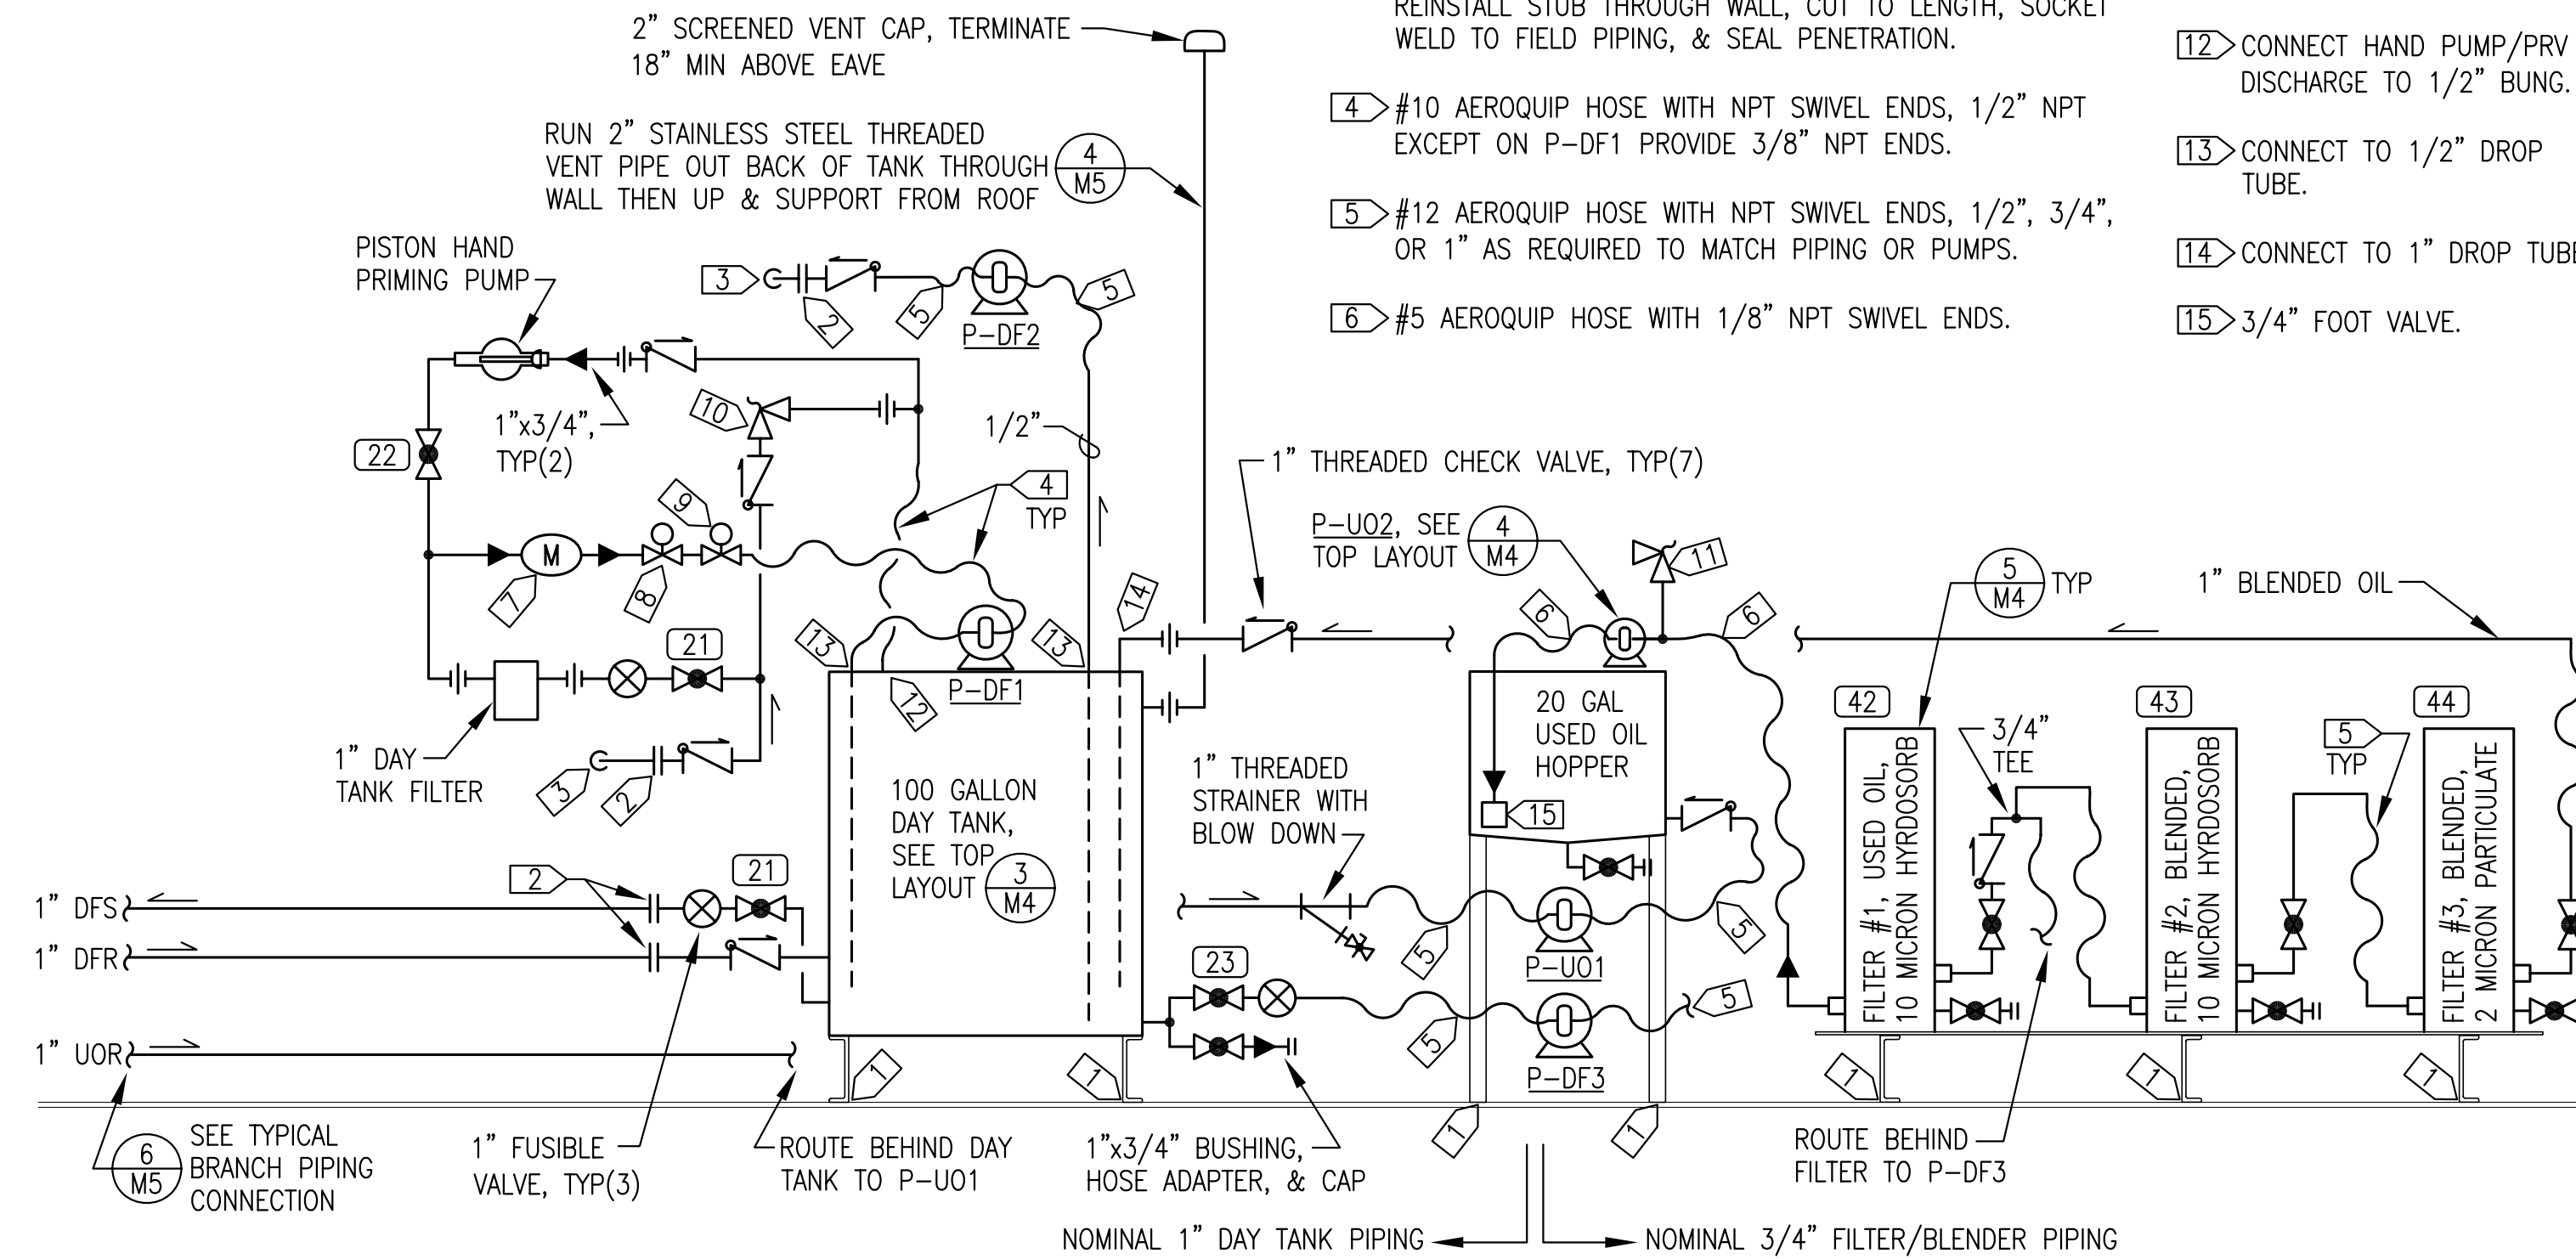 2” SCREENED VENT CAP, TERMINATE
18” MIN ABOVE EAVE
RUN 2” STAINLESS STEEL THREADED
VENT PIPE OUT BACK OF TANK THROUGH
WALL THEN UP & SUPPORT FROM ROOF
4
M5
REINSTALL STUB THROUGH WALL, CUT TO LENGTH, SOCKET
WELD TO FIELD PIPING, & SEAL PENETRATION.
4 #10 AEROQUIP HOSE WITH NPT SWIVEL ENDS, 1/2” NPT
EXCEPT ON P-DF1 PROVIDE 3/8” NPT ENDS.
5 #12 AEROQUIP HOSE WITH NPT SWIVEL ENDS, 1/2”, 3/4”,
OR 1” AS REQUIRED TO MATCH PIPING OR PUMPS.
6 #5 AEROQUIP HOSE WITH 1/8” NPT SWIVEL ENDS.
12 CONNECT HAND PUMP/PRV
DISCHARGE TO 1/2” BUNG.
13 CONNECT TO 1/2” DROP
TUBE.
14 CONNECT TO 1” DROP TUBE
15 3/4” FOOT VALVE.
PISTON HAND
PRIMING PUMP
3
2
5
P-DF2
5
1”x3/4”,
TYP(2)
10
22
1/2”
4
TYP
9
7
8
21
13
12
P-DF1
13
14
1” DAY
TANK FILTER
3
2
1” THREADED CHECK VALVE, TYP(7)
P-UO2, SEE
TOP LAYOUT
4
M4
11
6
6
5
M4
TYP
1” BLENDED OIL
100 GALLON
DAY TANK,
SEE TOP
LAYOUT
3
M4
1” THREADED
STRAINER WITH
BLOW DOWN
20 GAL
USED OIL
HOPPER
15
42
43
44
FILTER #1, USED OIL,
10 MICRON HYRDOSORB
3/4”
TEE
FILTER #2, BLENDED,
10 MICRON HYRDOSORB
5
TYP
FILTER #3, BLENDED,
2 MICRON PARTICULATE
2
21
1” DFS
1” DFR
1” UOR
23
5
P-UO1
5
5
P-DF3
5
1
1
1
1
1
1
1
6
M5
SEE TYPICAL
BRANCH PIPING
CONNECTION
1” FUSIBLE
VALVE, TYP(3)
ROUTE BEHIND DAY
TANK TO P-UO1
1”x3/4” BUSHING,
HOSE ADAPTER, & CAP
ROUTE BEHIND
FILTER TO P-DF3
NOMINAL 1” DAY TANK PIPING
NOMINAL 3/4” FILTER/BLENDER PIPING
M